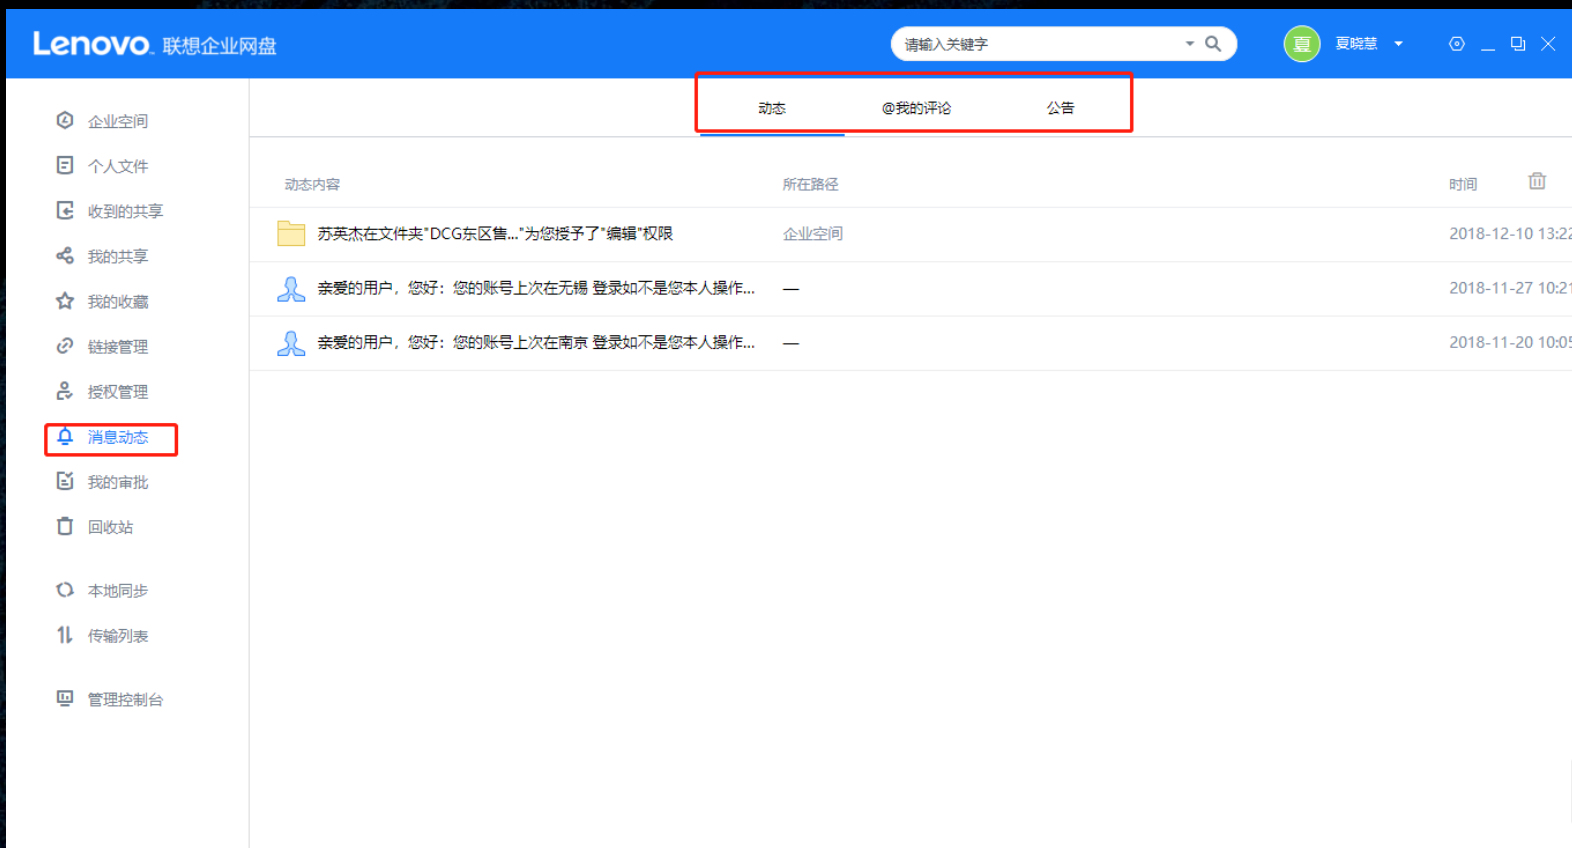 Lenovo 联想企业网盘
请输入关键字
夏 夏晓慧
动态 @我的评论 公告
企业空间
个人文件
收到的共享
我的共享
我的收藏
链接管理
授权管理
消息动态
我的审批
回收站
本地同步
传输列表
管理控制台
动态内容 所在路径 时间
苏英杰在文件夹"DCG东区售..."为您授予了"编辑"权限 企业空间 2018-12-10 13:22
亲爱的用户，您好：您的账号上次在无锡 登录如不是您本人操作... — 2018-11-27 10:21
亲爱的用户，您好：您的账号上次在南京 登录如不是您本人操作... — 2018-11-20 10:05